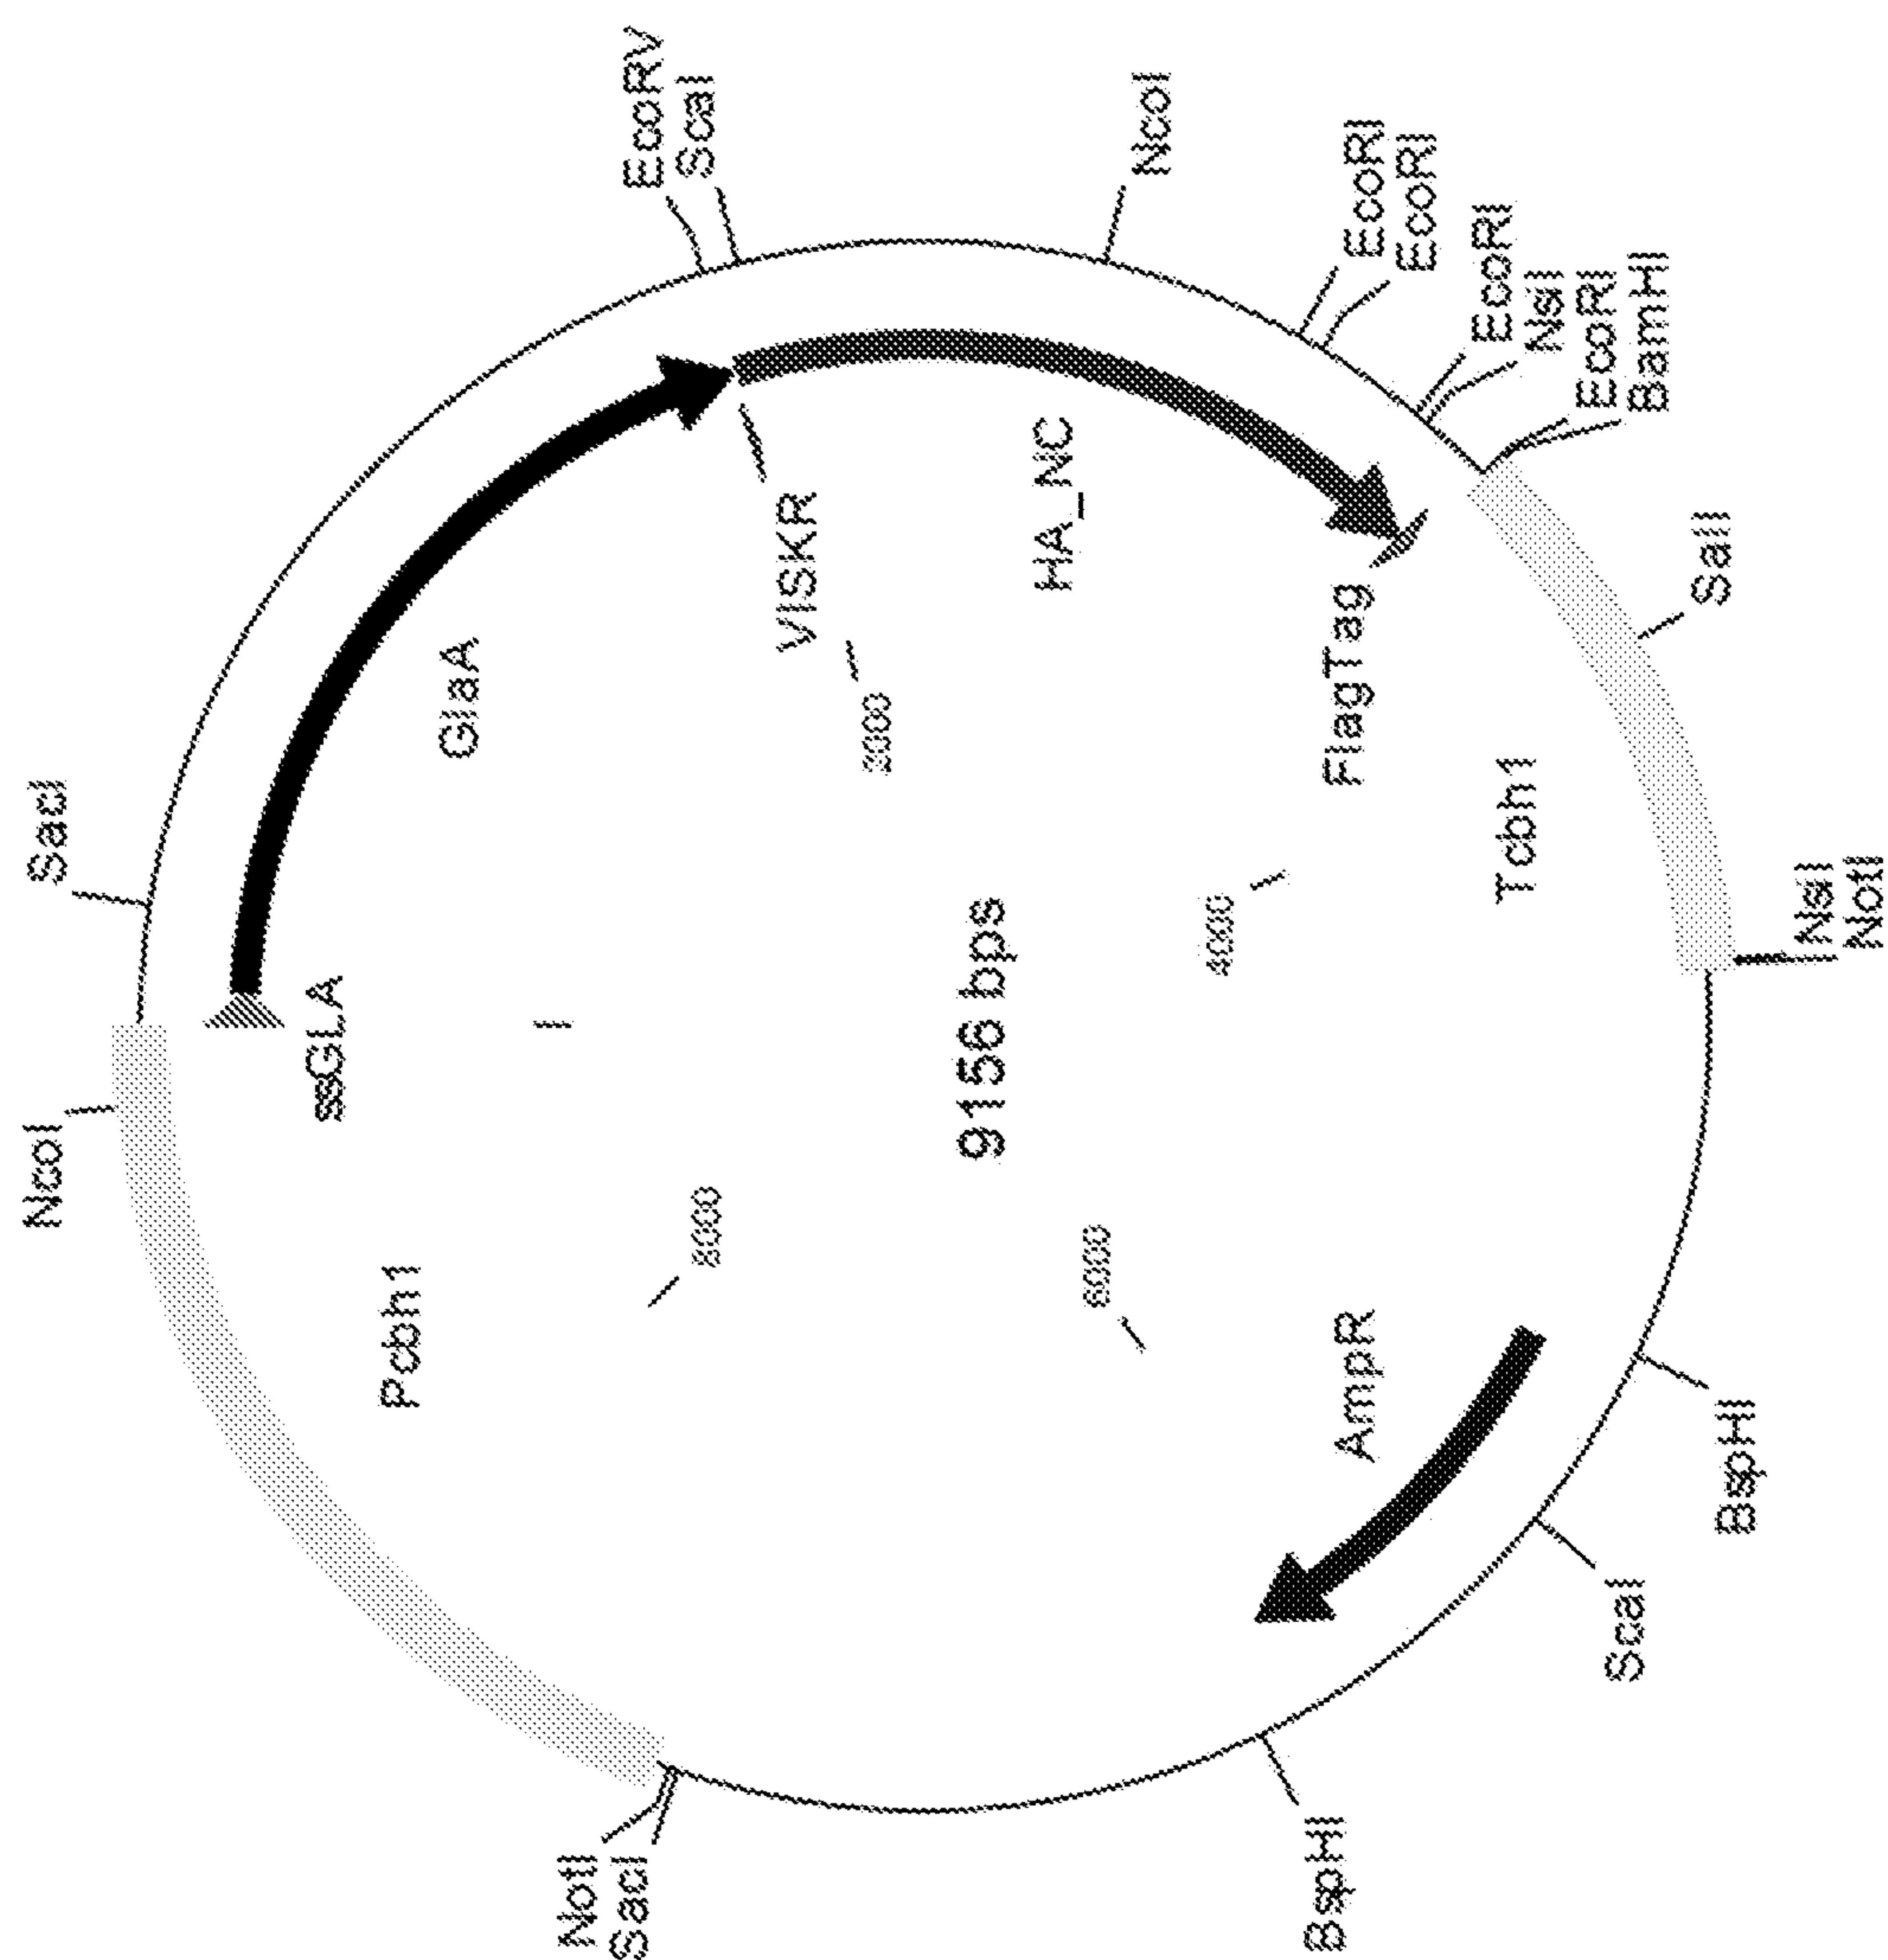 NcoI
SacI
ssGLA
Pcbh1
GlaA
NotI
SacI
EcoRV
ScaI
8000
VISKR
2000
9156 bps
HA_NC
6000
NcoI
4000
BspHI
FlagTag
AmpR
EcoRI
EcoRI
EcoRI
Tcbh1
NsiI
EcoRI
ScaI
BamHI
SalI
BspHI
NsiI
NotI